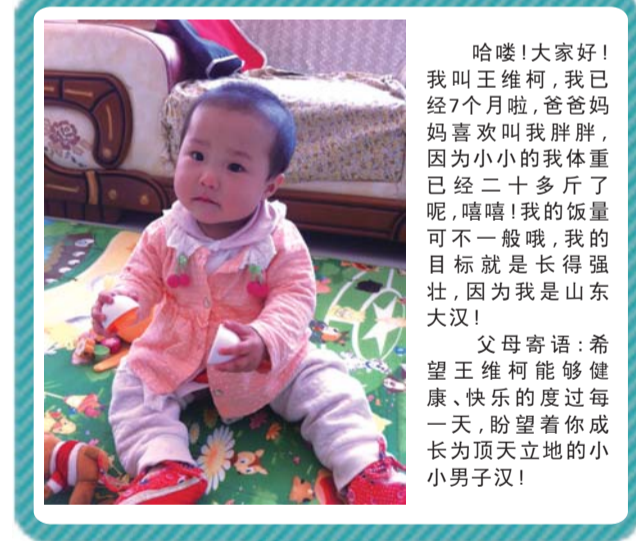 哈喽!大家好!
我叫王维柯,我已
经7个月啦,爸爸妈
妈喜欢叫我胖胖,
因为小小的我体重
已经二十多斤了
呢,嘻嘻!我的饭量
可不一般哦,我的
目标就是长得强
壮,因为我是山东
大汉!
父母寄语:希
望王维柯能够健
康、快乐的度过每
一天,盼望着你成
长为顶天立地的小
小男子汉!